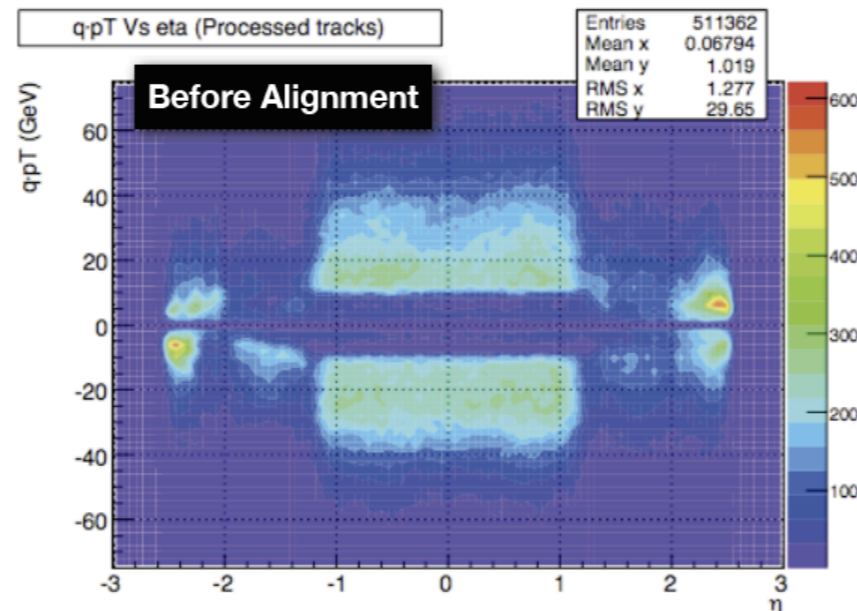 q·pT Vs eta (Processed tracks)
Entries 511362
Mean x 0.06794
Mean y 1.019
RMS x 1.277
RMS y 29.65
Before Alignment
q·pT (GeV)
60
40
20
0
-20
-40
-60
-3 -2 -1 0 1 2 3
η
600
500
400
300
200
100